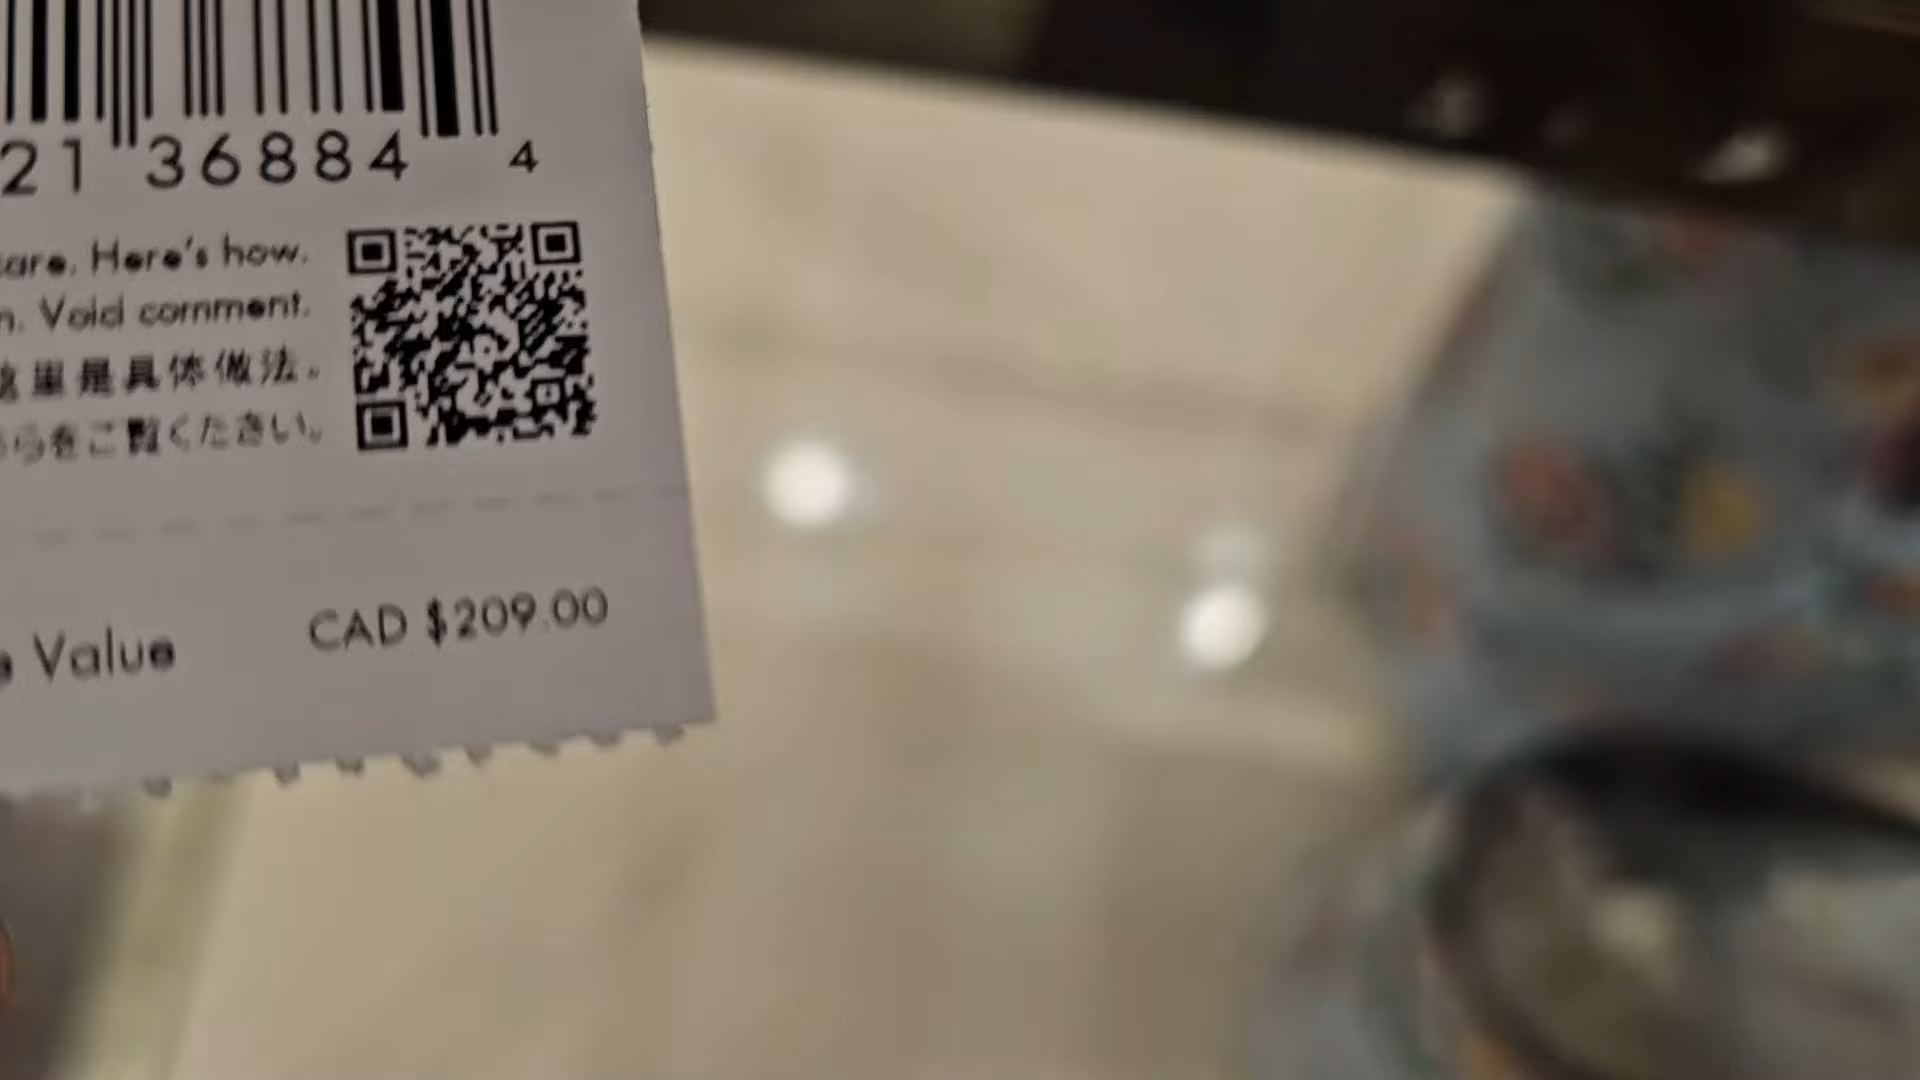 21 36884 4
care. Here's how.
n. Void comment.
这里是具体做法。
ちらをご覧ください。
Value
CAD $209.00